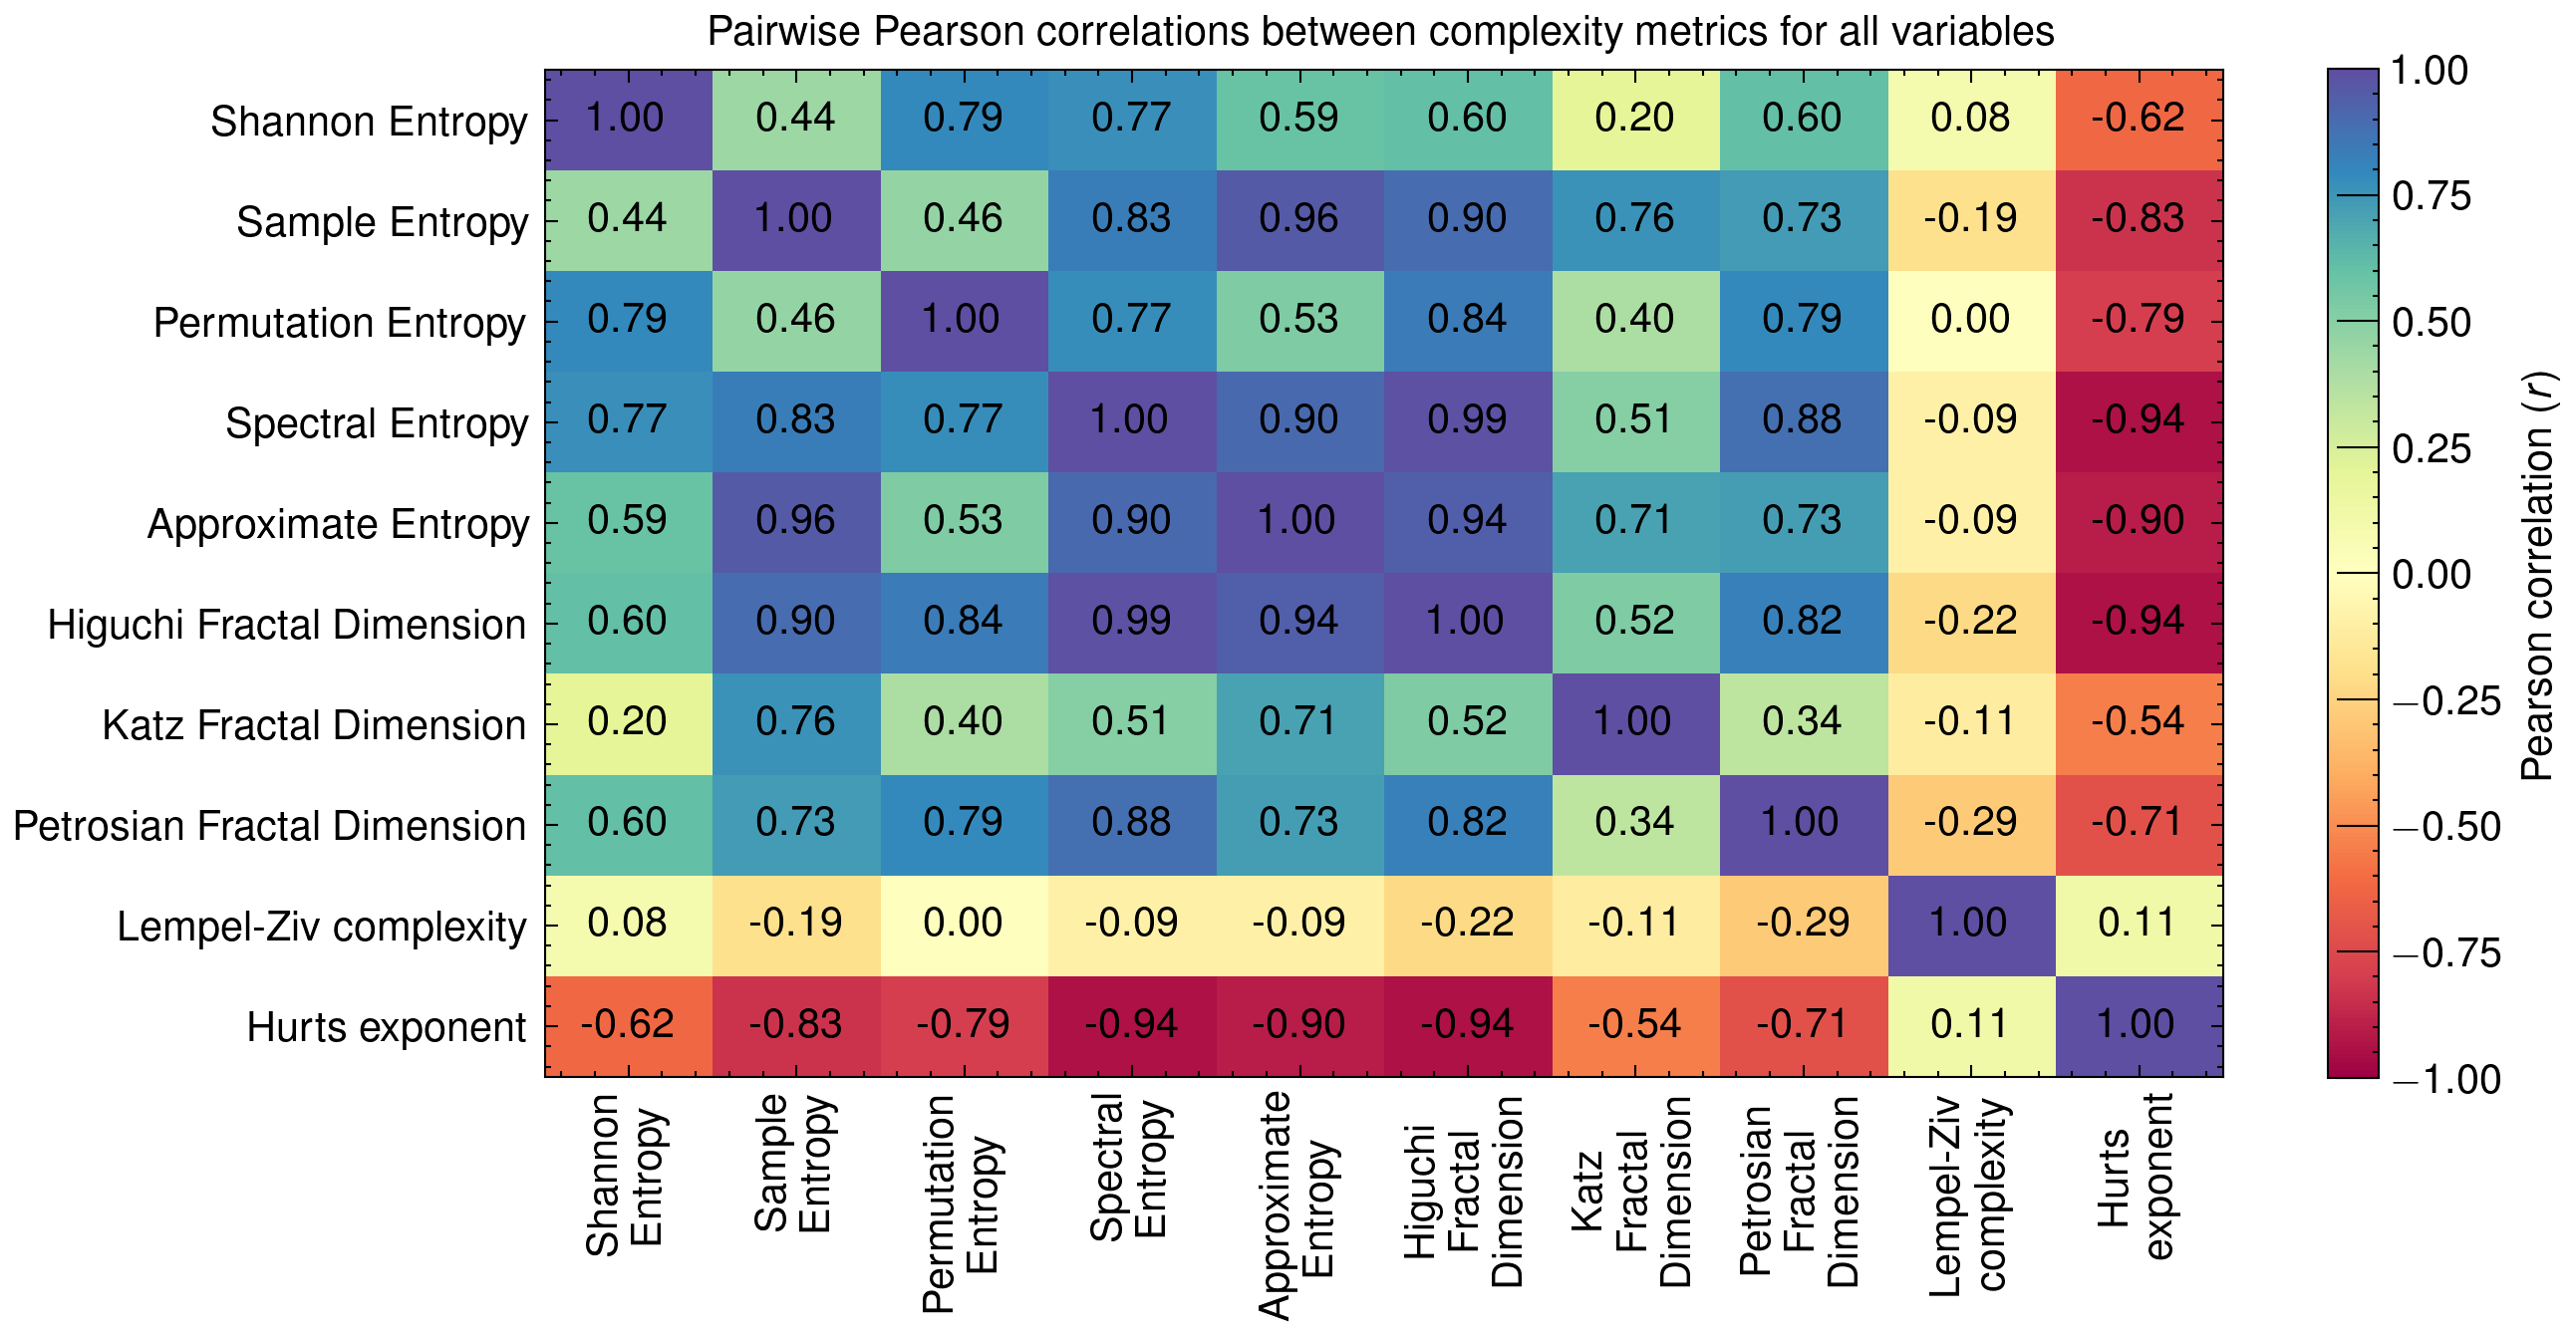 Pairwise Pearson correlations between complexity metrics for all variables
Shannon Entropy 1.00 0.44 0.79 0.77 0.59 0.60 0.20 0.60 0.08 -0.62
Sample Entropy 0.44 1.00 0.46 0.83 0.96 0.90 0.76 0.73 -0.19 -0.83
Permutation Entropy 0.79 0.46 1.00 0.77 0.53 0.84 0.40 0.79 0.00 -0.79
Spectral Entropy 0.77 0.83 0.77 1.00 0.90 0.99 0.51 0.88 -0.09 -0.94
Approximate Entropy 0.59 0.96 0.53 0.90 1.00 0.94 0.71 0.73 -0.09 -0.90
Higuchi Fractal Dimension 0.60 0.90 0.84 0.99 0.94 1.00 0.52 0.82 -0.22 -0.94
Katz Fractal Dimension 0.20 0.76 0.40 0.51 0.71 0.52 1.00 0.34 -0.11 -0.54
Petrosian Fractal Dimension 0.60 0.73 0.79 0.88 0.73 0.82 0.34 1.00 -0.29 -0.71
Lempel-Ziv complexity 0.08 -0.19 0.00 -0.09 -0.09 -0.22 -0.11 -0.29 1.00 0.11
Hurts exponent -0.62 -0.83 -0.79 -0.94 -0.90 -0.94 -0.54 -0.71 0.11 1.00
Shannon
Entropy
Sample
Entropy
Permutation
Entropy
Spectral
Entropy
Approximate
Entropy
Higuchi
Fractal
Dimension
Katz
Fractal
Dimension
Petrosian
Fractal
Dimension
Lempel-Ziv
complexity
Hurts
exponent
1.00
0.75
0.50
0.25
0.00
−0.25
−0.50
−0.75
−1.00
Pearson correlation (r)